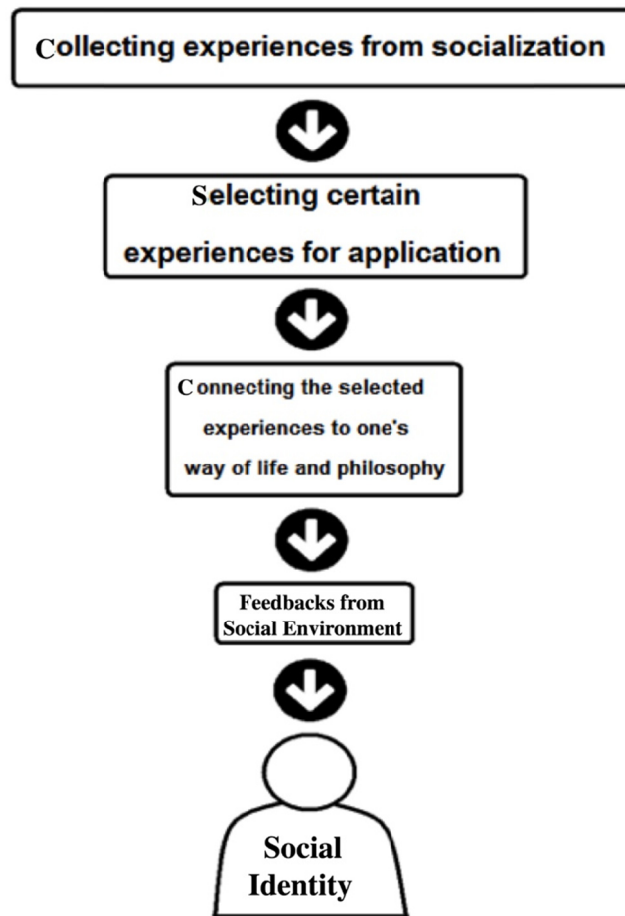 Collecting experiences from socialization
Selecting certain
experiences for application
Connecting the selected
experiences to one's
way of life and philosophy
Feedbacks from
Social Environment
Social
Identity